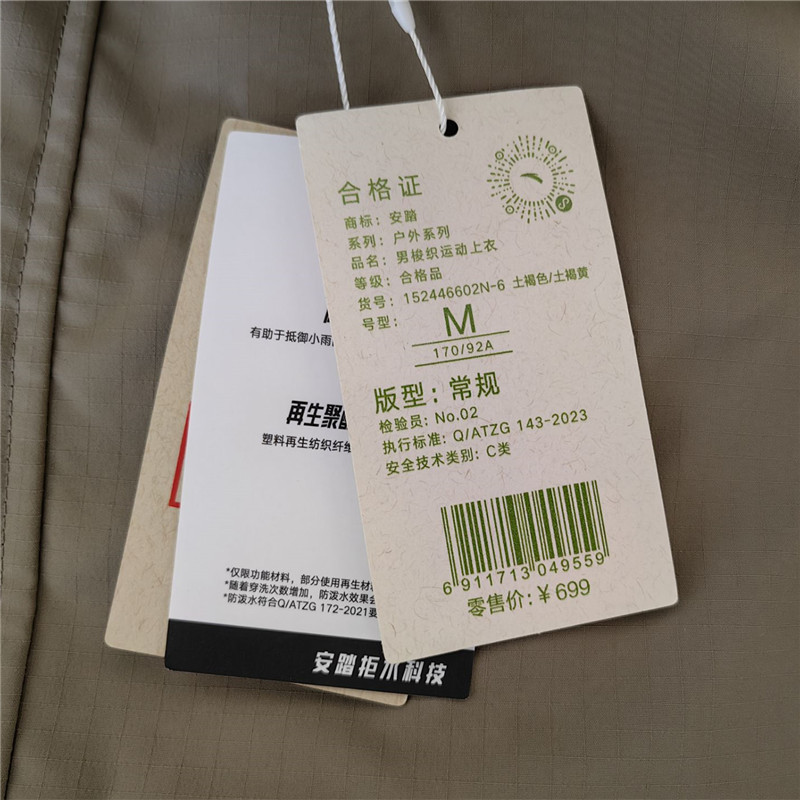 合格证
商标: 安踏
系列: 户外系列
品名: 男梭织运动上衣
等级: 合格品
货号: 152446602N-6 土褐色/土褐黄
号型: M
170/92A
版型: 常规
检验员: No.02
执行标准: Q/ATZG 143-2023
安全技术类别: C类
6 911713 049559
零售价: ¥ 699
有助于抵御小雨
再生聚
塑料再生纺织纤维
*仅限功能材料，部分使用再生材
*随着穿洗次数增加，防泼水效果会
*防泼水符合Q/ATZG 172-2021要
安踏拒水科技